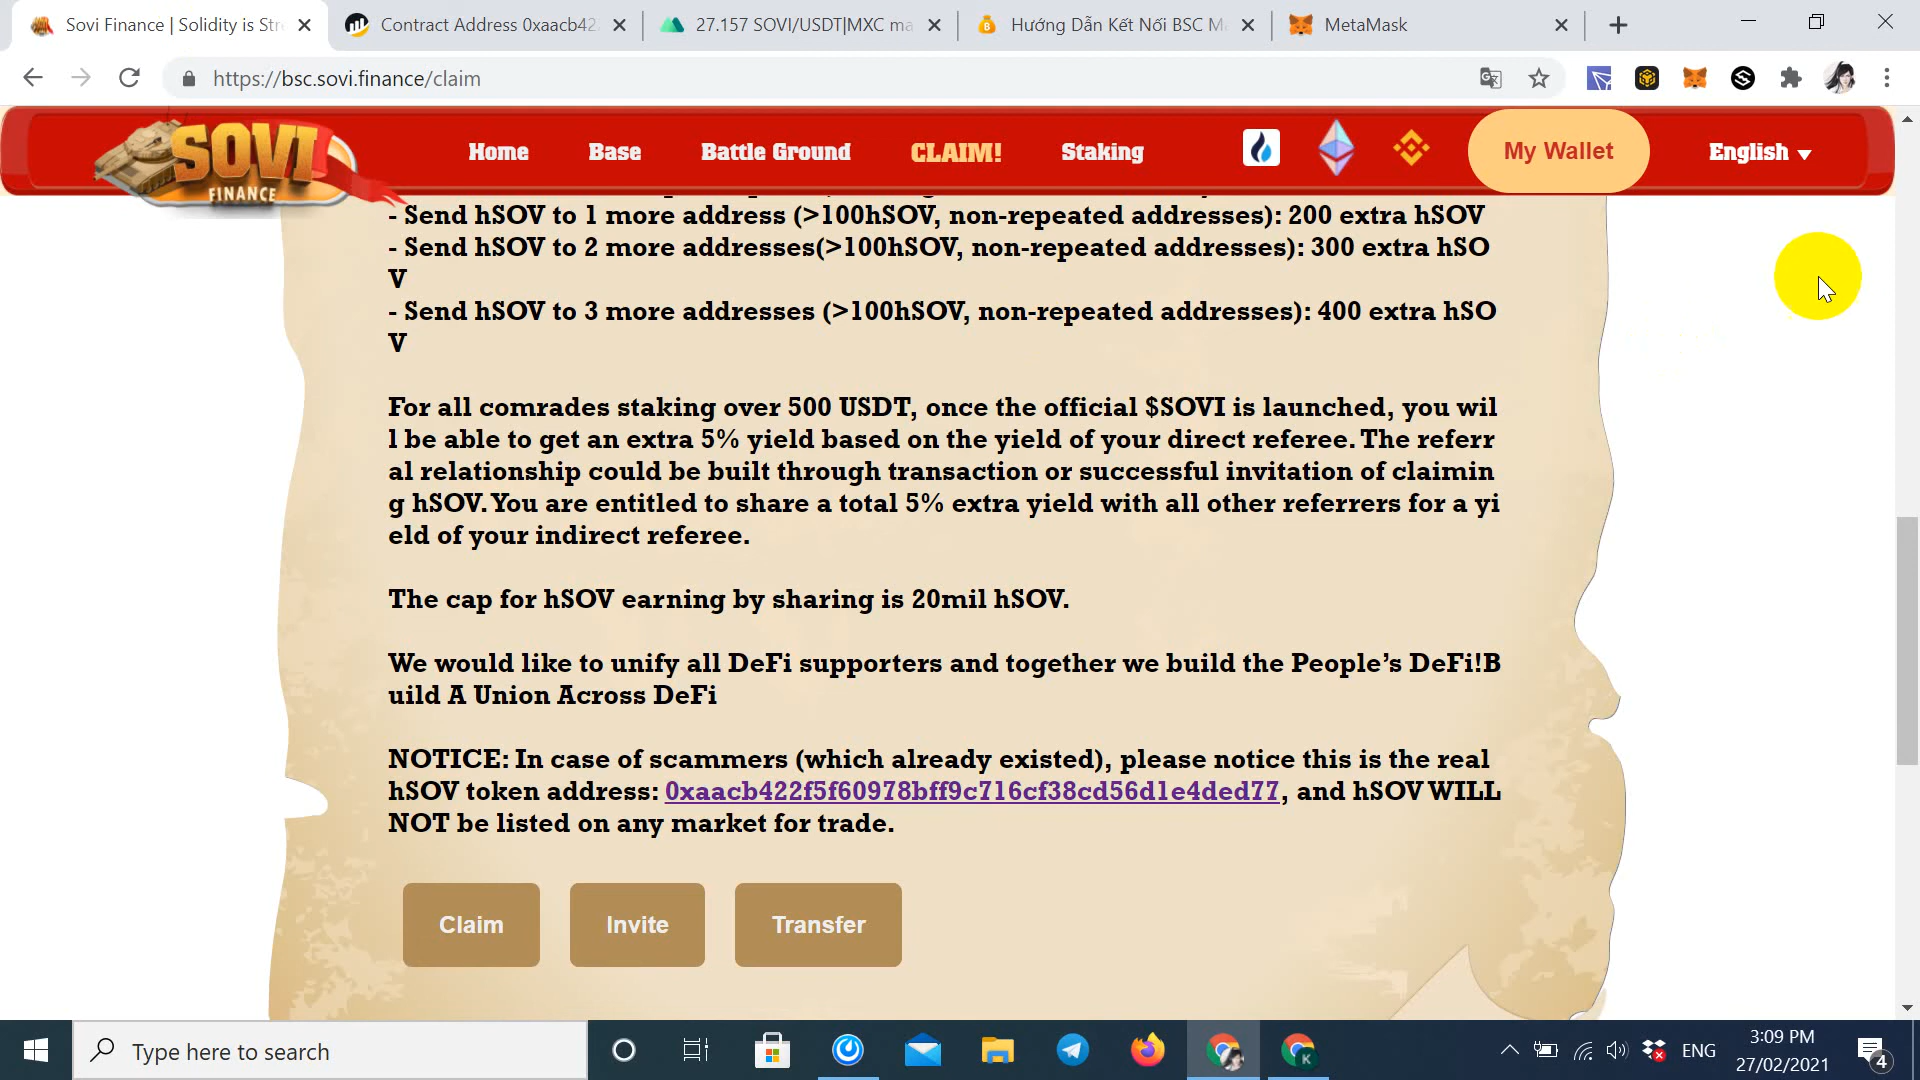 Sovi Finance | Solidity is Stre
Contract Address 0xaacb42
27.157 SOVI/USDT|MXC ma
Hướng Dẫn Kết Nối BSC M
MetaMask
https://bsc.sovi.finance/claim
SOVI
FINANCE
Home
Base
Battle Ground
CLAIM!
Staking
My Wallet
English
- Send hSOV to 1 more address (>100hSOV, non-repeated addresses): 200 extra hSOV
- Send hSOV to 2 more addresses(>100hSOV, non-repeated addresses): 300 extra hSO
V
- Send hSOV to 3 more addresses (>100hSOV, non-repeated addresses): 400 extra hSO
V
For all comrades staking over 500 USDT, once the official $SOVI is launched, you wil
l be able to get an extra 5% yield based on the yield of your direct referee. The referr
al relationship could be built through transaction or successful invitation of claimin
g hSOV. You are entitled to share a total 5% extra yield with all other referrers for a yi
eld of your indirect referee.
The cap for hSOV earning by sharing is 20mil hSOV.
We would like to unify all DeFi supporters and together we build the People's DeFi!B
uild A Union Across DeFi
NOTICE: In case of scammers (which already existed), please notice this is the real
hSOV token address: 0xaacb422f5f60978bff9c716cf38cd56d1e4ded77, and hSOV WILL
NOT be listed on any market for trade.
Claim
Invite
Transfer
Type here to search
ENG
3:09 PM
27/02/2021
4